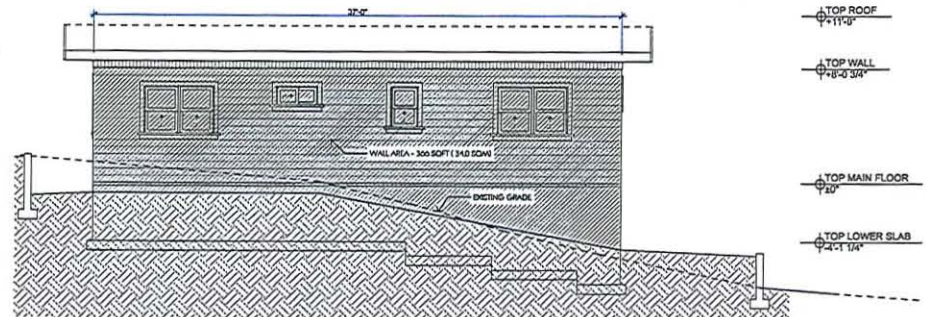 37'-0"
TOP ROOF
+11'-0"
TOP WALL
+8'-0 3/4"
WALL AREA - 366 SQFT (34.0 SQM)
TOP MAIN FLOOR
±0"
EXISTING GRADE
TOP LOWER SLAB
-4'-1 1/4"